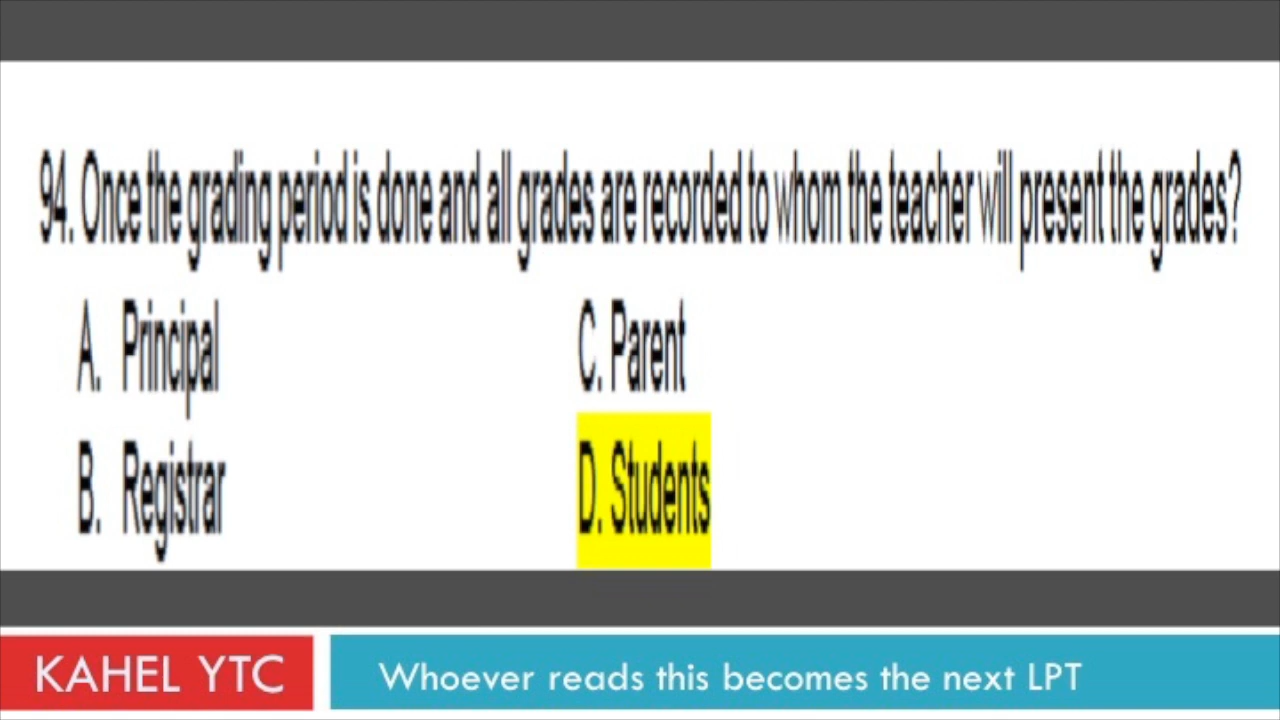 94. Once the grading period is done and all grades are recorded to whom the teacher will present the grades?
A. Principal
C. Parent
B. Registrar
D. Students
KAHEL YTC
Whoever reads this becomes the next LPT